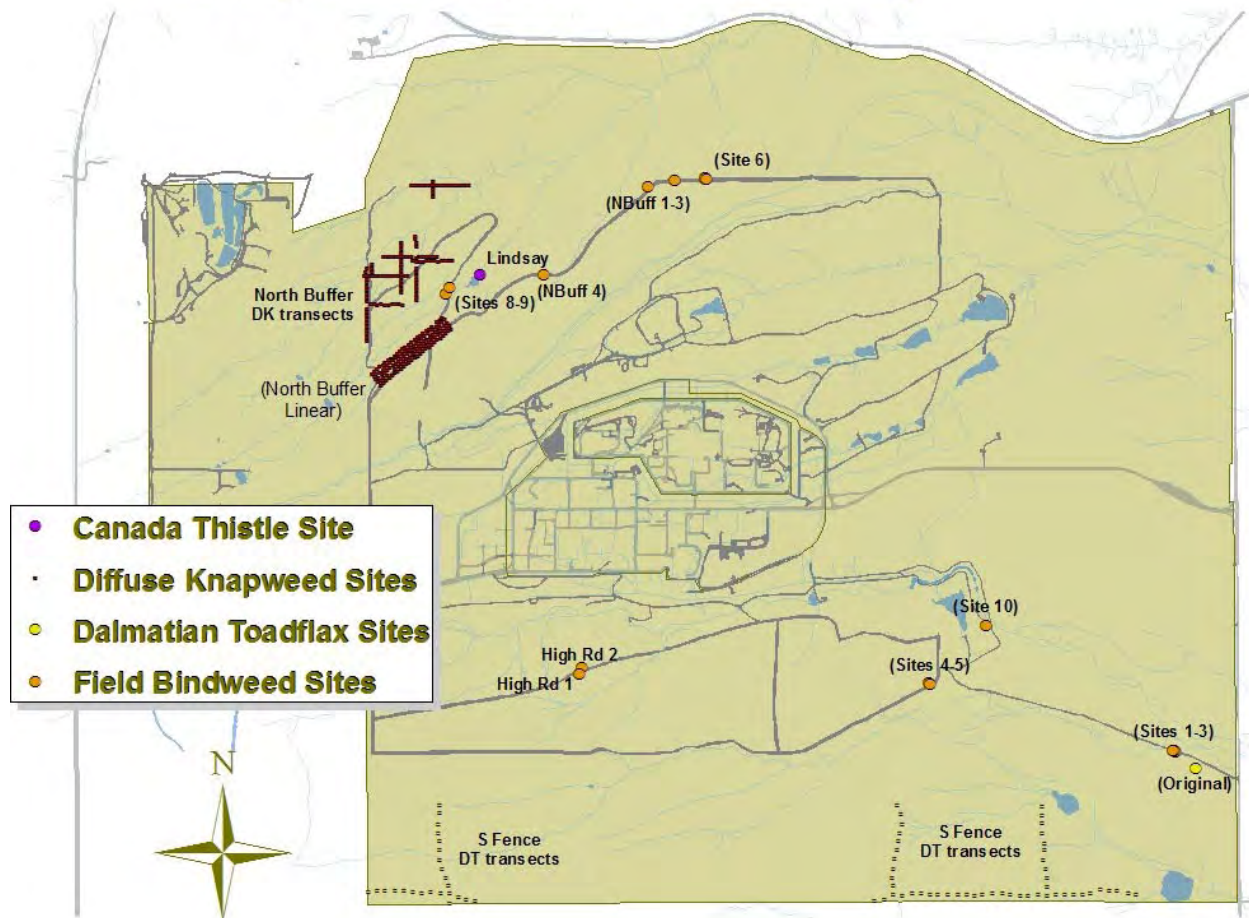 (Site 6)
(NBuff 1-3)
Lindsay
(NBuff 4)
North Buffer
DK transects
(Sites 8-9)
(North Buffer
Linear)
Canada Thistle Site
Diffuse Knapweed Sites
Dalmatian Toadflax Sites
Field Bindweed Sites
(Site 10)
High Rd 2
High Rd 1
(Sites 4-5)
(Sites 1-3)
(Original)
N
S Fence
DT transects
S Fence
DT transects